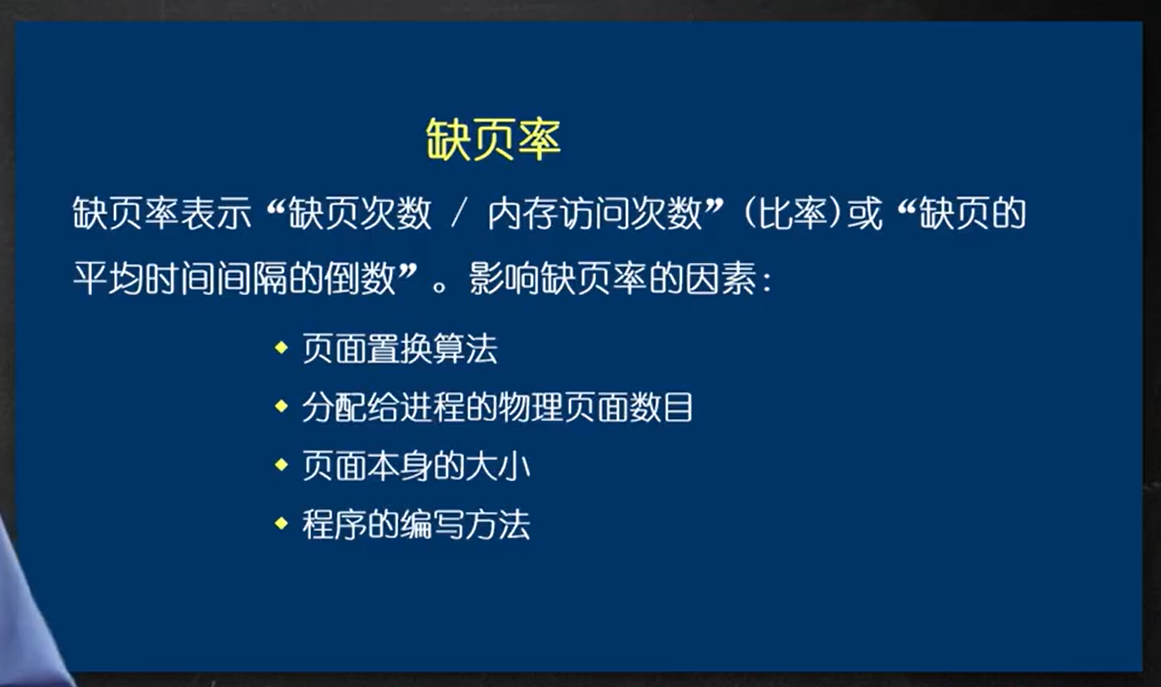 缺页率
缺页率表示“缺页次数 / 内存访问次数”(比率)或“缺页的
平均时间间隔的倒数”。影响缺页率的因素:
◆ 页面置换算法
◆ 分配给进程的物理页面数目
◆ 页面本身的大小
◆ 程序的编写方法